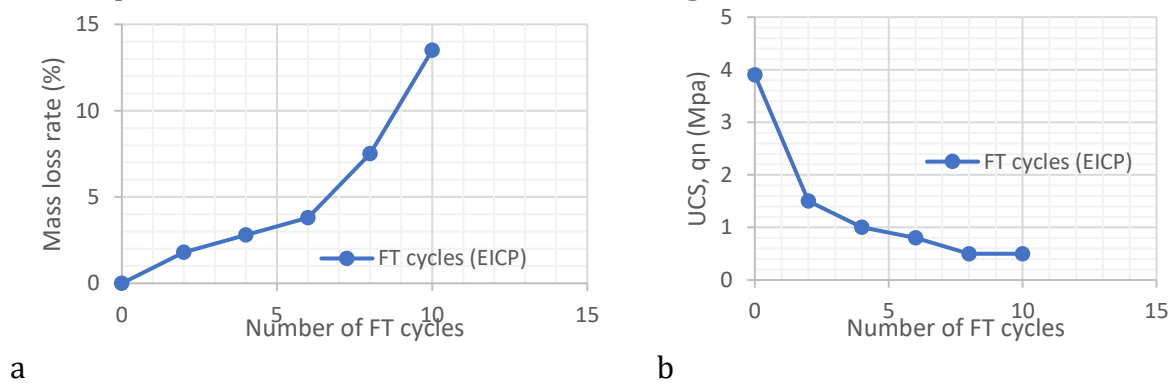 15
10
5
0
Mass loss rate (%)
FT cycles (EICP)
0 5 10 15
Number of FT cycles
a
5
4
3
2
1
0
UCS, qn (Mpa)
FT cycles (EICP)
0 5 10 15
Number of FT cycles
b